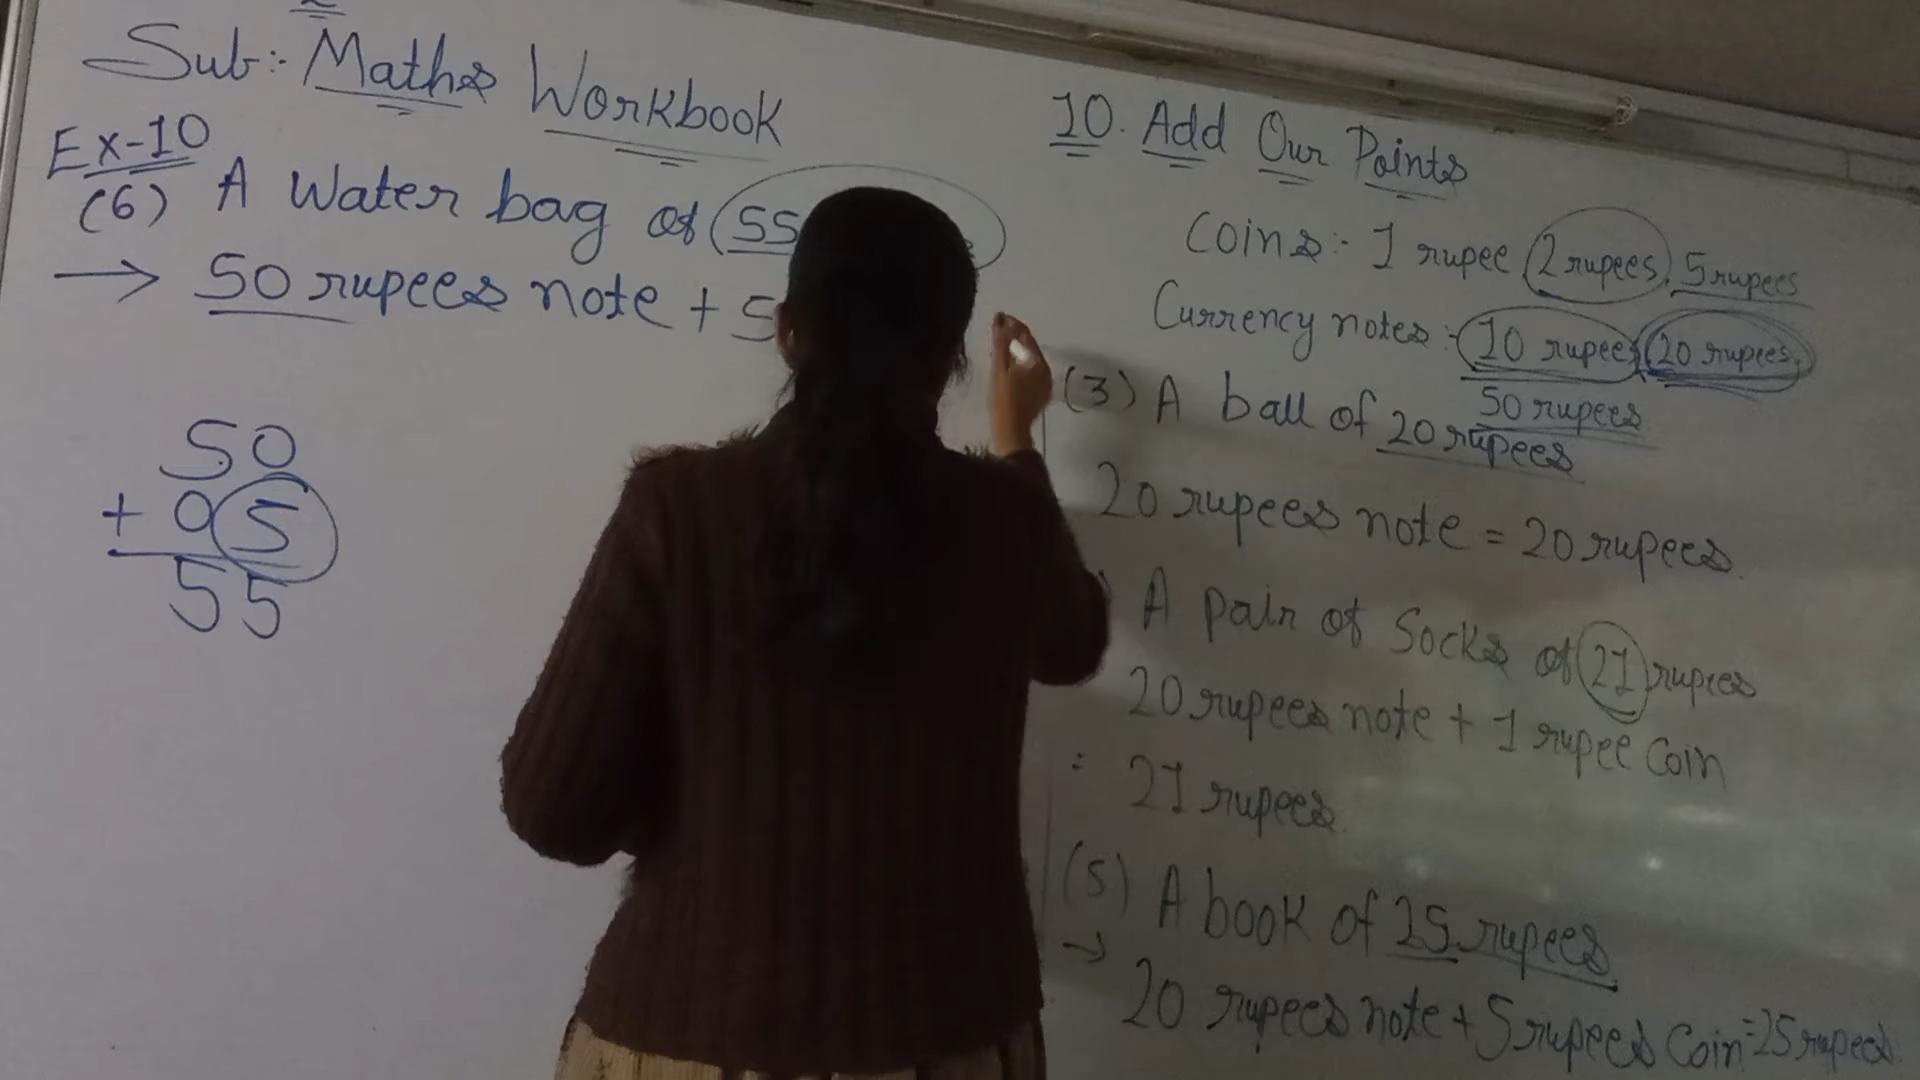 Sub:- Maths Workbook
Ex-10
(6) A Water bag of 55
→ 50 rupees note + 5
50
+ 05
55
10. Add Our Points
Coins:- 1 rupee 2 rupees, 5 rupees
Currency notes:- 10 rupees, 20 rupees,
50 rupees
(3) A ball of 20 rupees
20 rupees note = 20 rupees.
) A pair of Socks of 21 rupees
20 rupees note + 1 rupee Coin
= 21 rupees.
(5) A book of 25 rupees
→ 20 rupees note + 5 rupees Coin = 25 rupees.